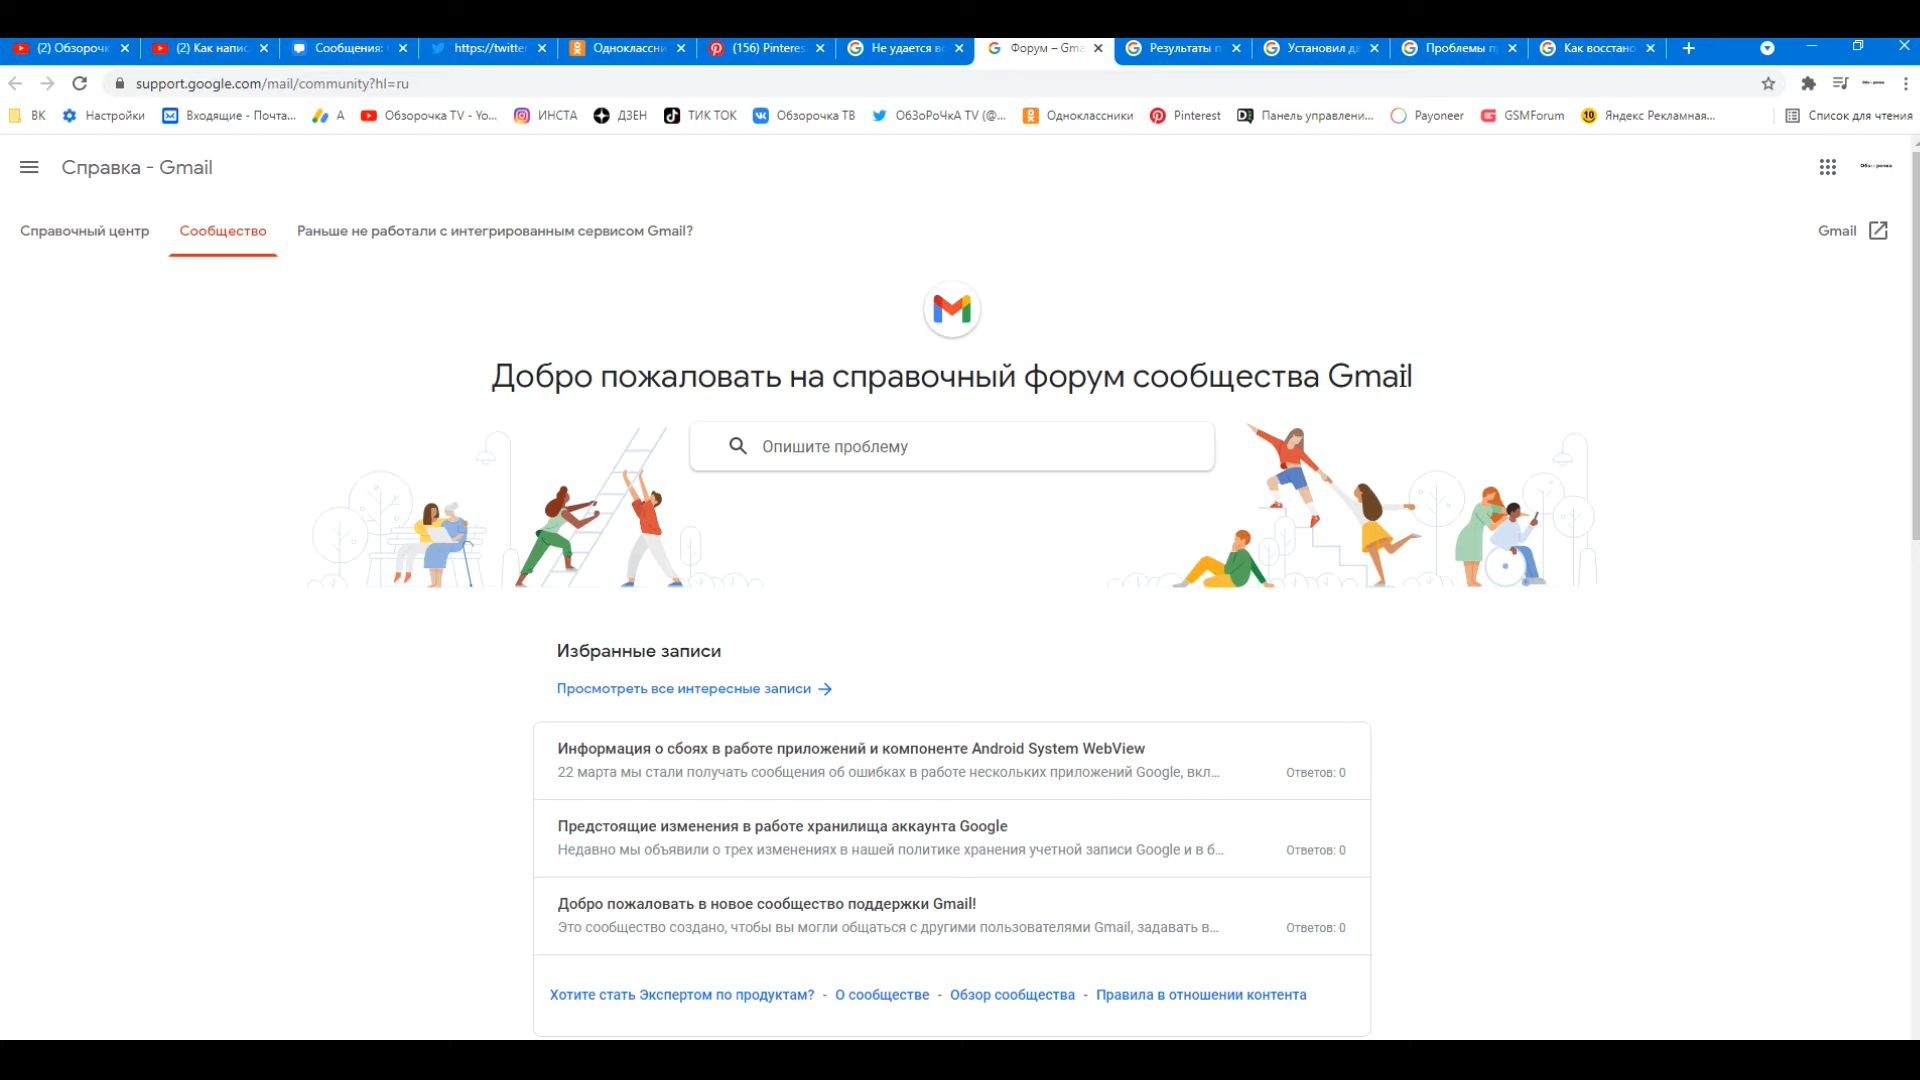 (2) Обзорочк
(2) Как напис
Сообщения:
https://twitter
Одноклассни
(156) Pinteres
Не удается во
Форум – Gma
Результаты п
Установил дв
Проблемы п
Как восстано
support.google.com/mail/community?hl=ru
ВК
Настройки
Входящие - Почта...
А
Обзорочка TV - Yo...
ИНСТА
ДЗЕН
ТИК ТОК
Обзорочка ТВ
ОбЗоРоЧкА TV (@...
Одноклассники
Pinterest
Панель управлени...
Payoneer
GSMForum
Яндекс Рекламная...
Список для чтения
Справка - Gmail
Справочный центр
Сообщество
Раньше не работали с интегрированным сервисом Gmail?
Gmail
Добро пожаловать на справочный форум сообщества Gmail
Опишите проблему
Избранные записи
Просмотреть все интересные записи
Информация о сбоях в работе приложений и компоненте Android System WebView
22 марта мы стали получать сообщения об ошибках в работе нескольких приложений Google, вкл...
Ответов: 0
Предстоящие изменения в работе хранилища аккаунта Google
Недавно мы объявили о трех изменениях в нашей политике хранения учетной записи Google и в б...
Ответов: 0
Добро пожаловать в новое сообщество поддержки Gmail!
Это сообщество создано, чтобы вы могли общаться с другими пользователями Gmail, задавать в...
Ответов: 0
Хотите стать Экспертом по продуктам? - О сообществе - Обзор сообщества - Правила в отношении контента